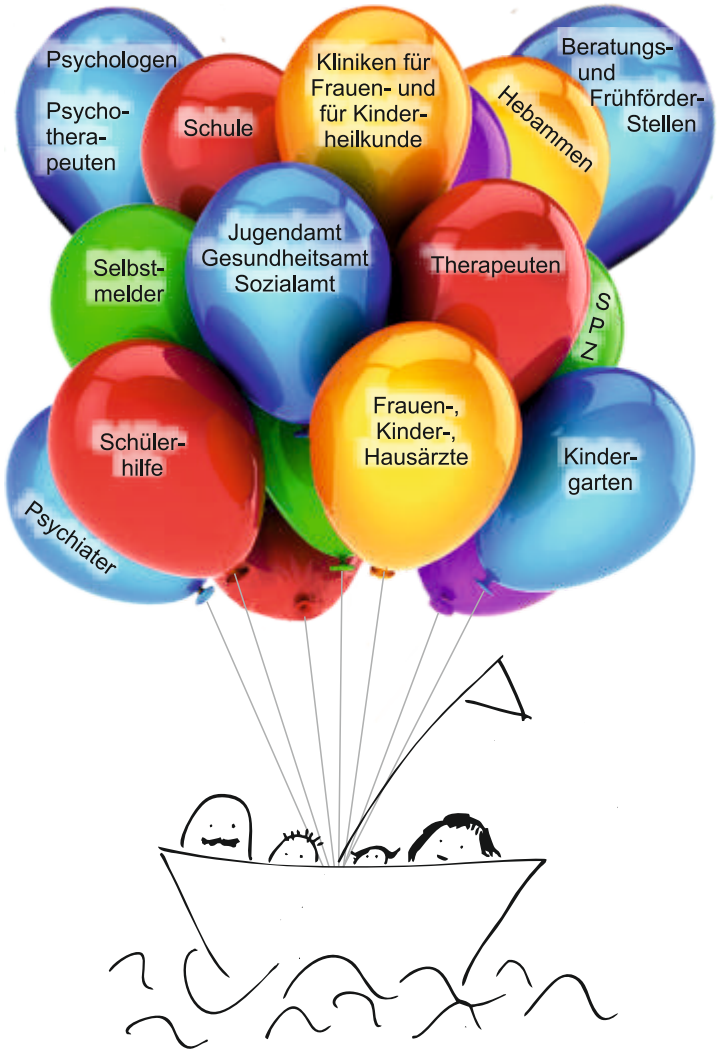 Psychologen
Psycho-
thera-
peuten
Schule
Kliniken für
Frauen- und
für Kinder-
heilkunde
Hebammen
Beratungs-
und
Frühförder-
Stellen
Selbst-
melder
Jugendamt
Gesundheitsamt
Sozialamt
Therapeuten
S
P
Z
Schüler-
hilfe
Frauen-,
Kinder-,
Hausärzte
Kinder-
garten
Psychiater